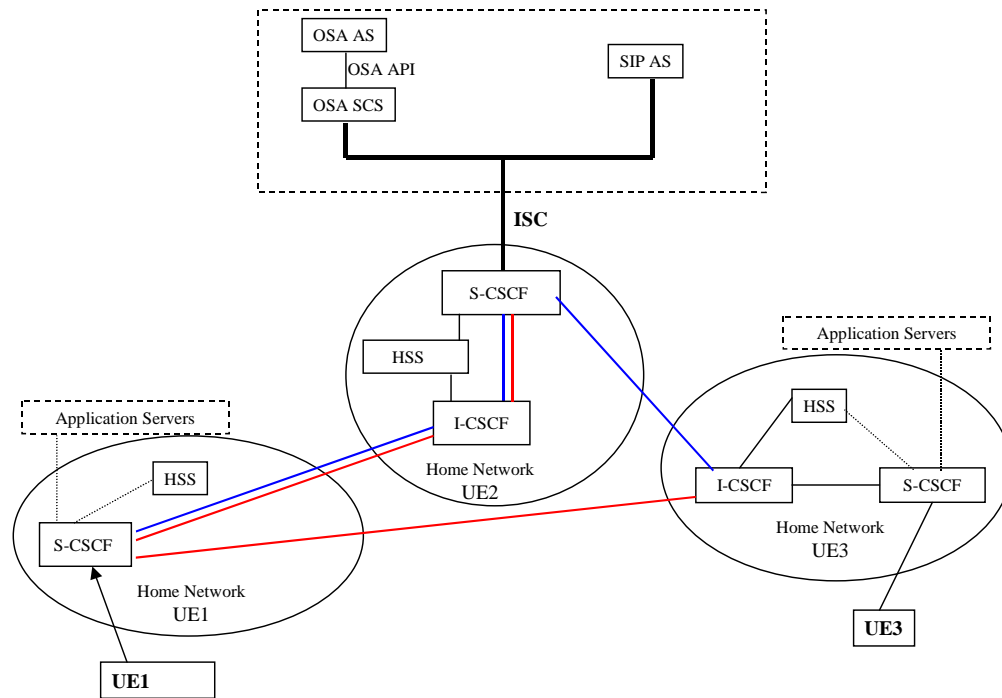 OSA AS
OSA API
OSA SCS
SIP AS
ISC
S-CSCF
HSS
I-CSCF
Home Network
UE2
Application Servers
HSS
S-CSCF
Home Network
UE1
UE1
Application Servers
HSS
I-CSCF
S-CSCF
Home Network
UE3
UE3